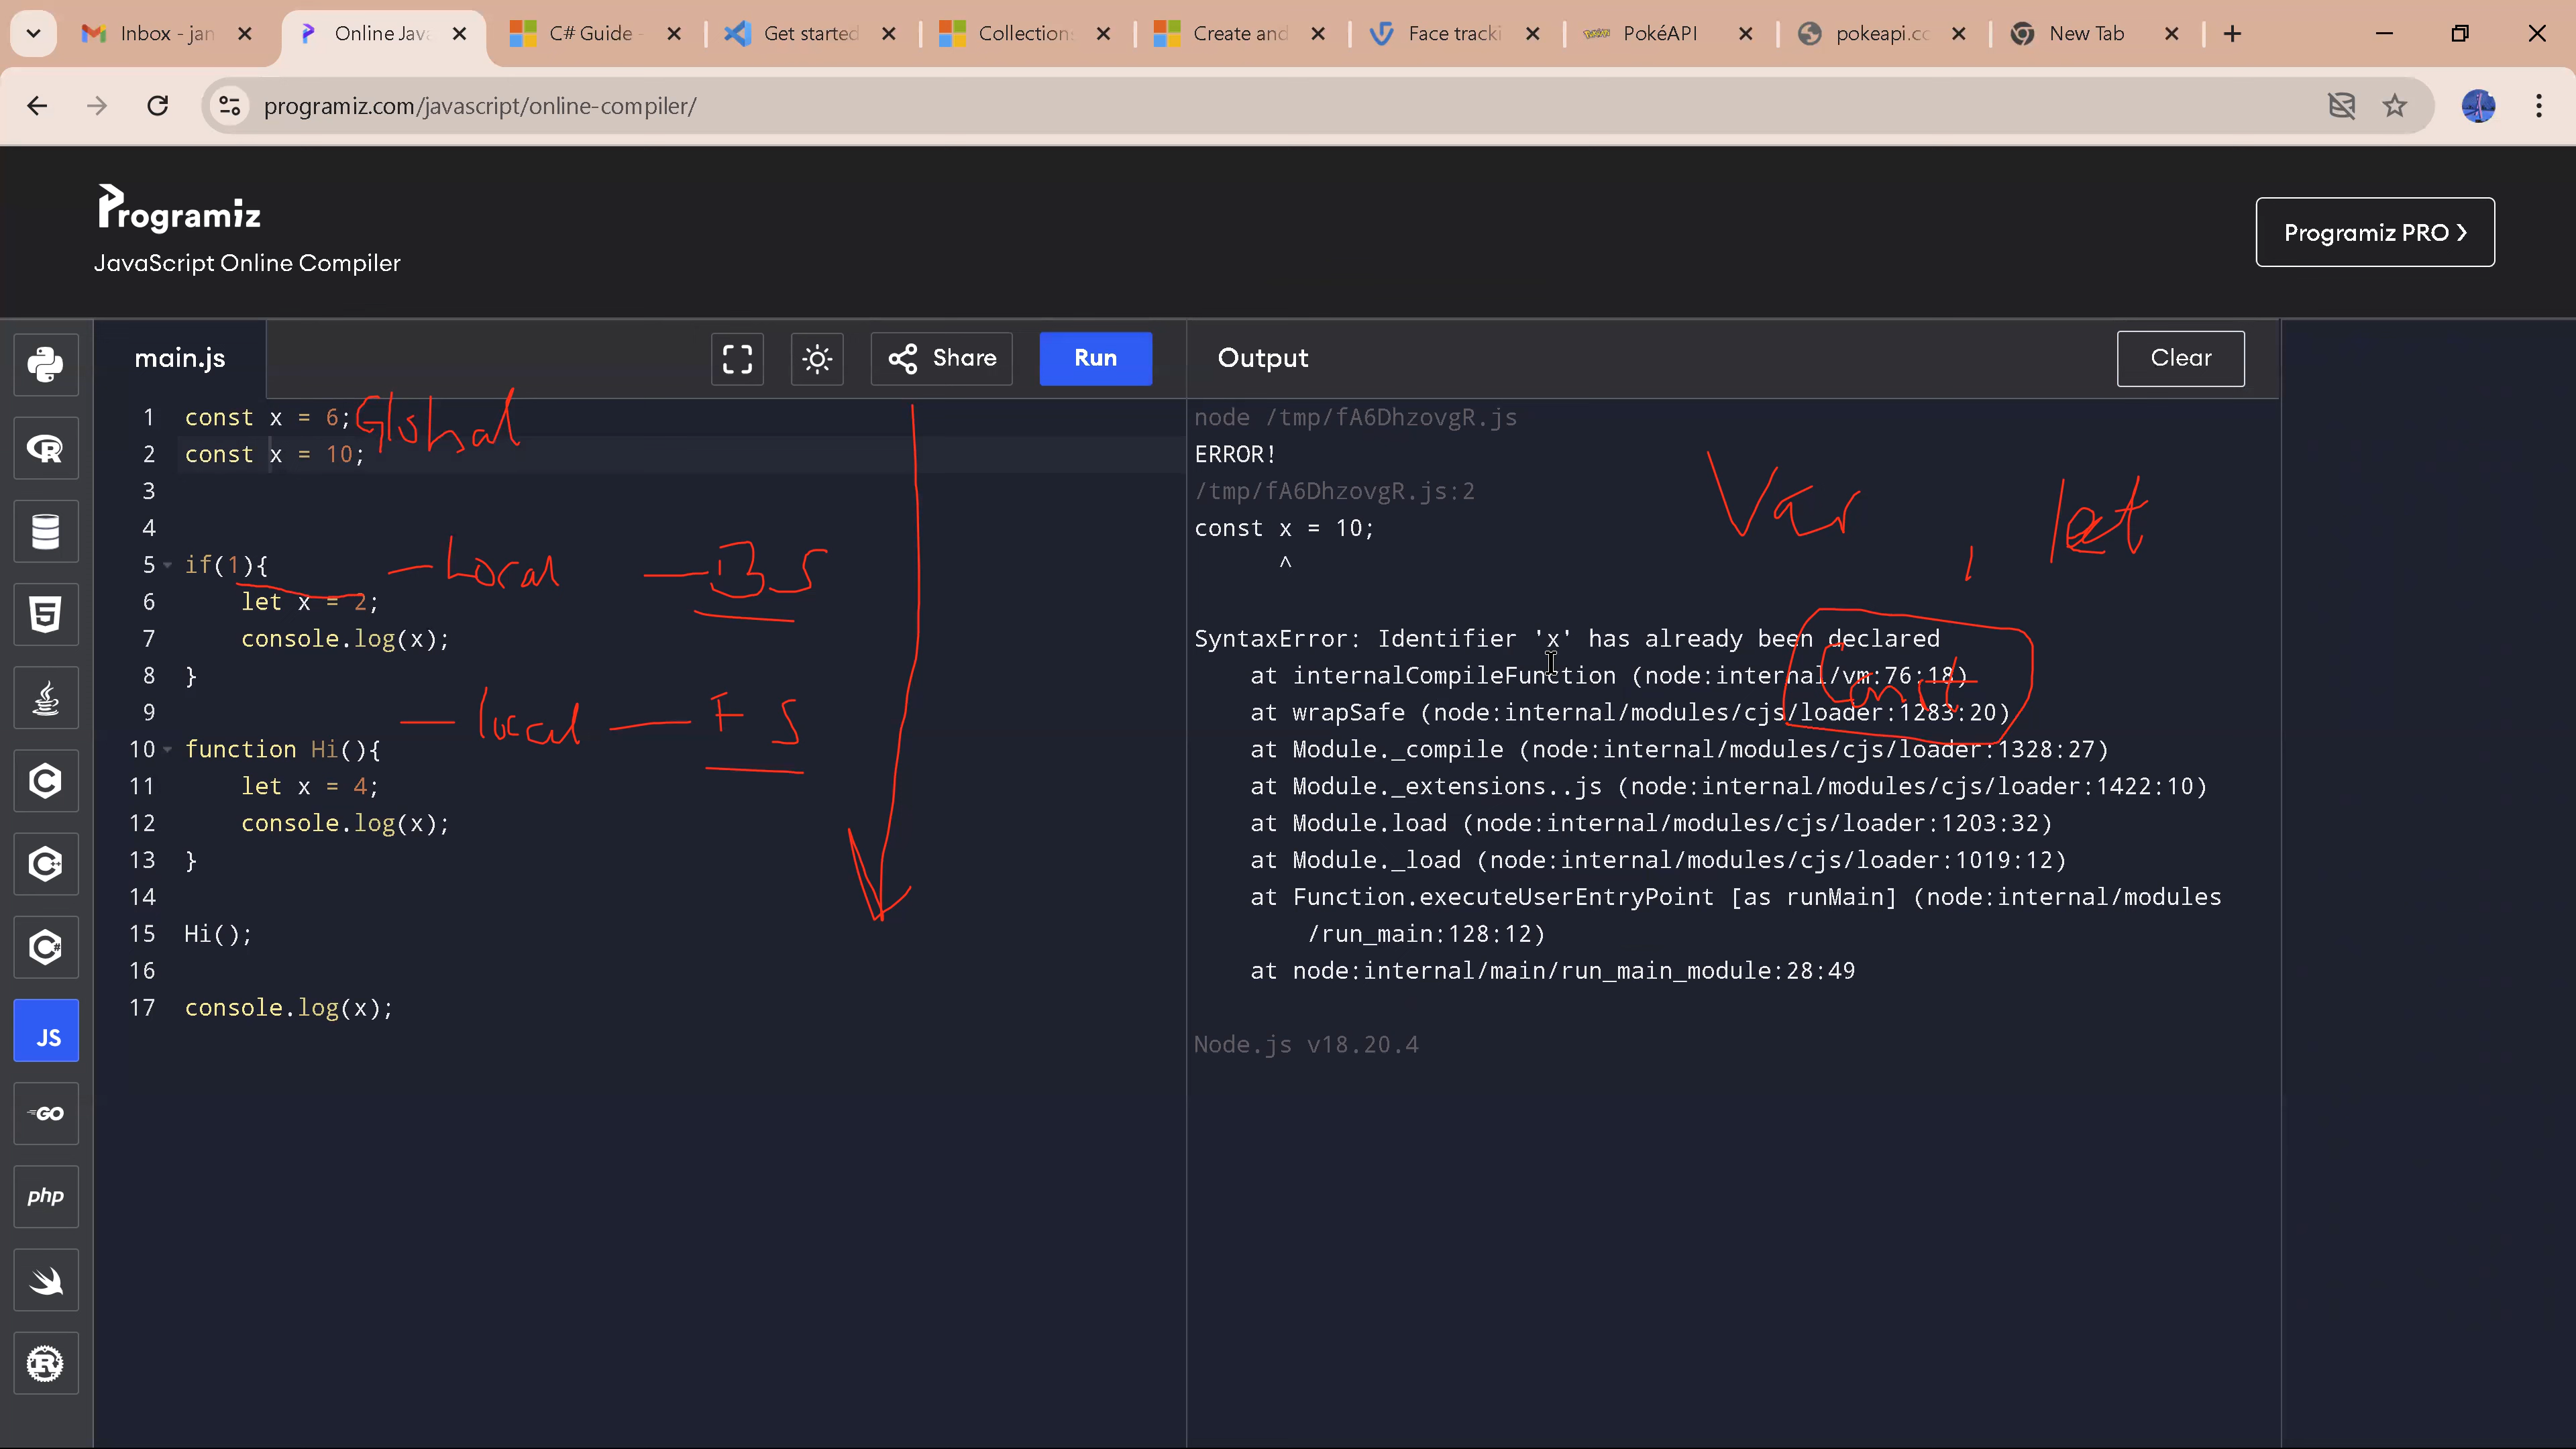 Inbox - jan
Online Java
C# Guide -
Get started
Collection
Create and
Face tracki
PokéAPI
pokeapi.co
New Tab
programiz.com/javascript/online-compiler/
Programiz
JavaScript Online Compiler
Programiz PRO
main.js
Share
Run
Output
Clear
1 const x = 6; Global
2 const x = 10;
3
4
5 if(1){ — Local — BS
6 let x = 2;
7 console.log(x);
8 }
9
10 function Hi(){ — local — FS
11 let x = 4;
12 console.log(x);
13 }
14
15 Hi();
16
17 console.log(x);
node /tmp/fA6DhzovgR.js
ERROR!
/tmp/fA6DhzovgR.js:2
const x = 10;
^
Var , let
SyntaxError: Identifier 'x' has already been declared
at internalCompileFunction (node:internal/vm:76:18)
const
at wrapSafe (node:internal/modules/cjs/loader:1283:20)
at Module._compile (node:internal/modules/cjs/loader:1328:27)
at Module._extensions..js (node:internal/modules/cjs/loader:1422:10)
at Module.load (node:internal/modules/cjs/loader:1203:32)
at Module._load (node:internal/modules/cjs/loader:1019:12)
at Function.executeUserEntryPoint [as runMain] (node:internal/modules
/run_main:128:12)
at node:internal/main/run_main_module:28:49
Node.js v18.20.4
R
5
C
C++
C#
JS
GO
php
R